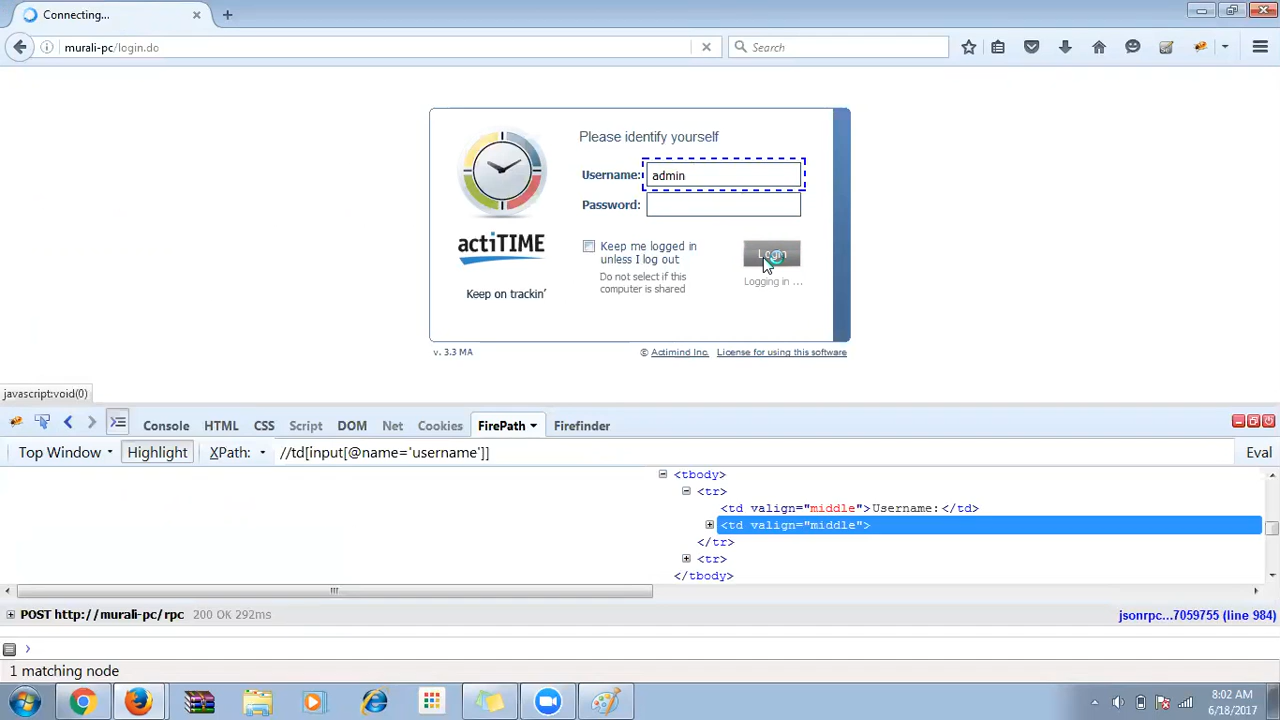 Connecting...
murali-pc/login.do
Search
Please identify yourself
Username:
admin
Password:
actiTIME
Keep me logged in
unless I log out
Login
Do not select if this
computer is shared
Logging in ...
Keep on trackin'
v. 3.3 MA
© Actimind Inc. License for using this software
javascript:void(0)
Console HTML CSS Script DOM Net Cookies FirePath Firefinder
Top Window Highlight XPath: //td[input[@name='username']] Eval
<tbody>
<tr>
<td valign="middle">Username:</td>
<td valign="middle">
</tr>
<tr>
</tbody>
POST http://murali-pc/rpc 200 OK 292ms jsonrpc...7059755 (line 984)
1 matching node
8:02 AM
6/18/2017